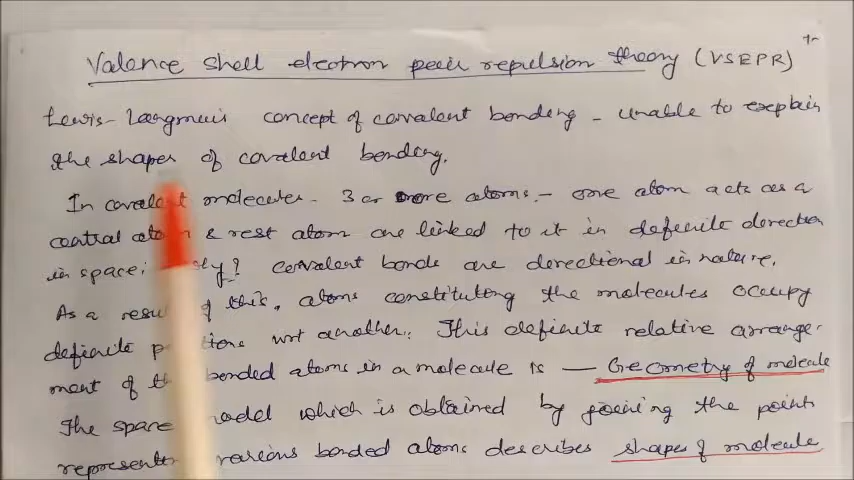 Valence shell electron pair repulsion theory (VSEPR)
Lewis-Langmuir concept of covalent bonding - unable to explain
the shapes of covalent bonding.
In covalent molecules - 3 or more atoms - one atom acts as a
central atom & rest atom are linked to it in definite direction
in space: covalent bonds are directional in nature.
As a result of this, atoms constituting the molecules occupy
definite wrt another. This definite relative arrange-
ment of the bonded atoms in a molecule is — Geometry of molecule
The space model which is obtained by joining the points
various bonded atoms describes shapes of molecule